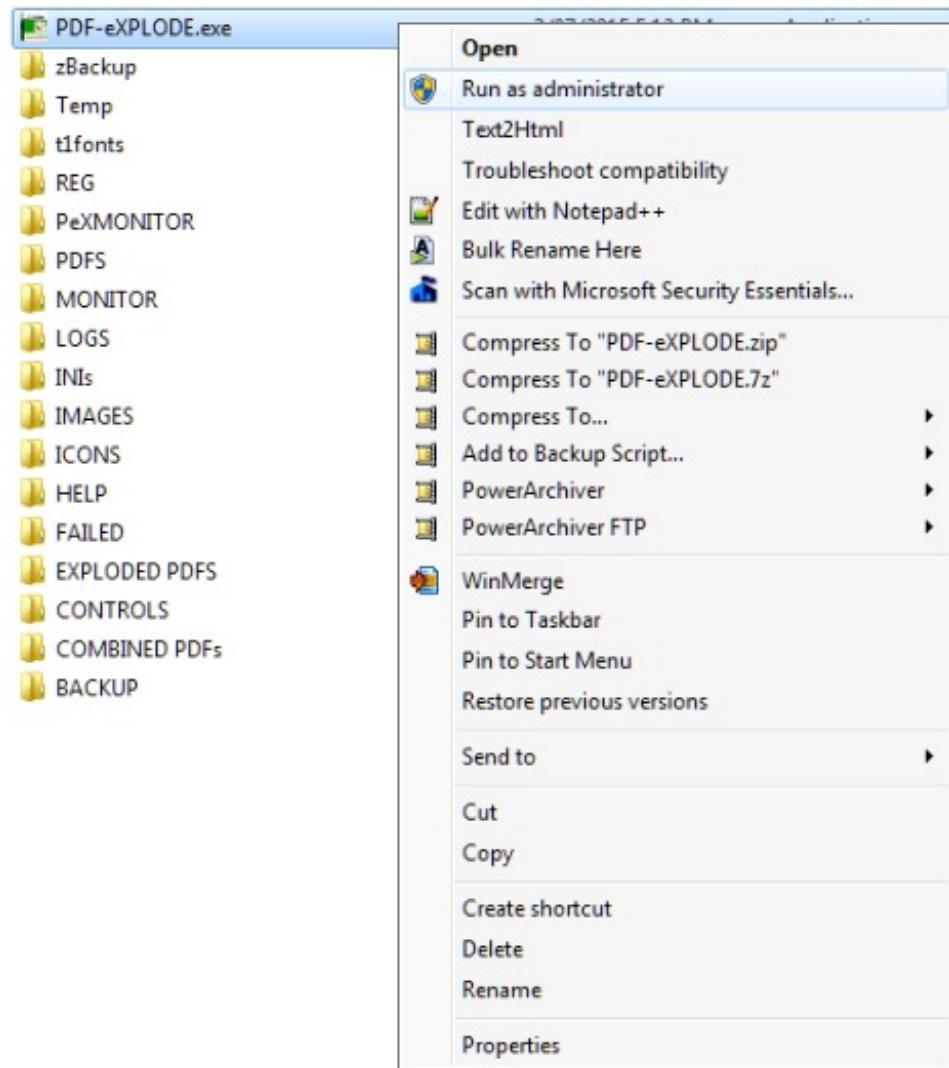 PDF-eXPLODE.exe
zBackup
Temp
t1fonts
REG
PeXMONITOR
PDFS
MONITOR
LOGS
INIs
IMAGES
ICONS
HELP
FAILED
EXPLODED PDFS
CONTROLS
COMBINED PDFs
BACKUP
Open
Run as administrator
Text2Html
Troubleshoot compatibility
Edit with Notepad++
Bulk Rename Here
Scan with Microsoft Security Essentials...
Compress To "PDF-eXPLODE.zip"
Compress To "PDF-eXPLODE.7z"
Compress To...
Add to Backup Script...
PowerArchiver
PowerArchiver FTP
WinMerge
Pin to Taskbar
Pin to Start Menu
Restore previous versions
Send to
Cut
Copy
Create shortcut
Delete
Rename
Properties